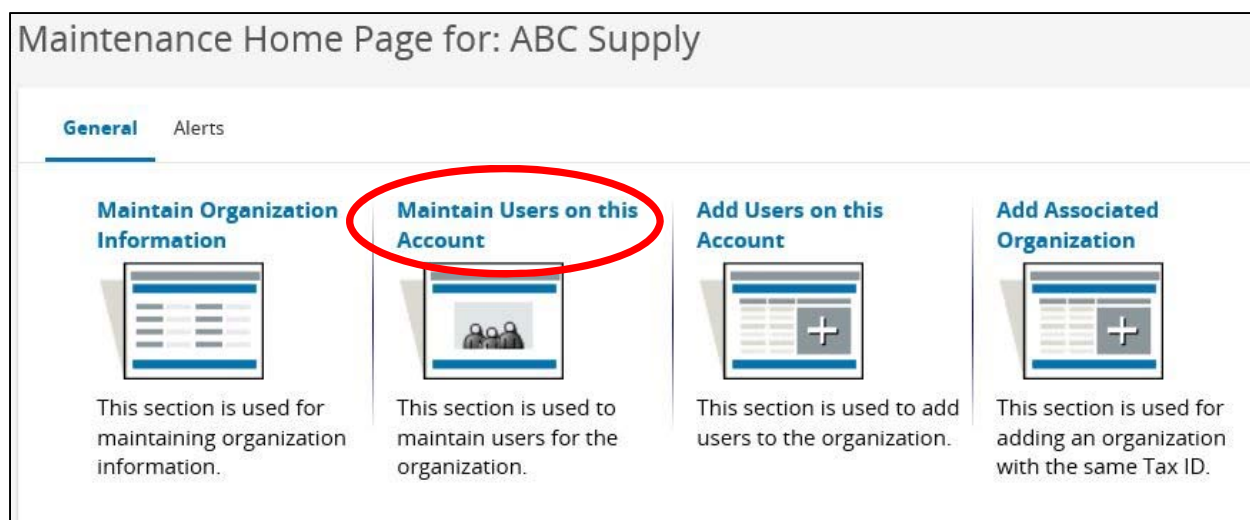 Maintenance Home Page for: ABC Supply
General Alerts
Maintain Organization
Information
This section is used for
maintaining organization
information.
Maintain Users on this
Account
This section is used to
maintain users for the
organization.
Add Users on this
Account
This section is used to add
users to the organization.
Add Associated
Organization
This section is used for
adding an organization
with the same Tax ID.